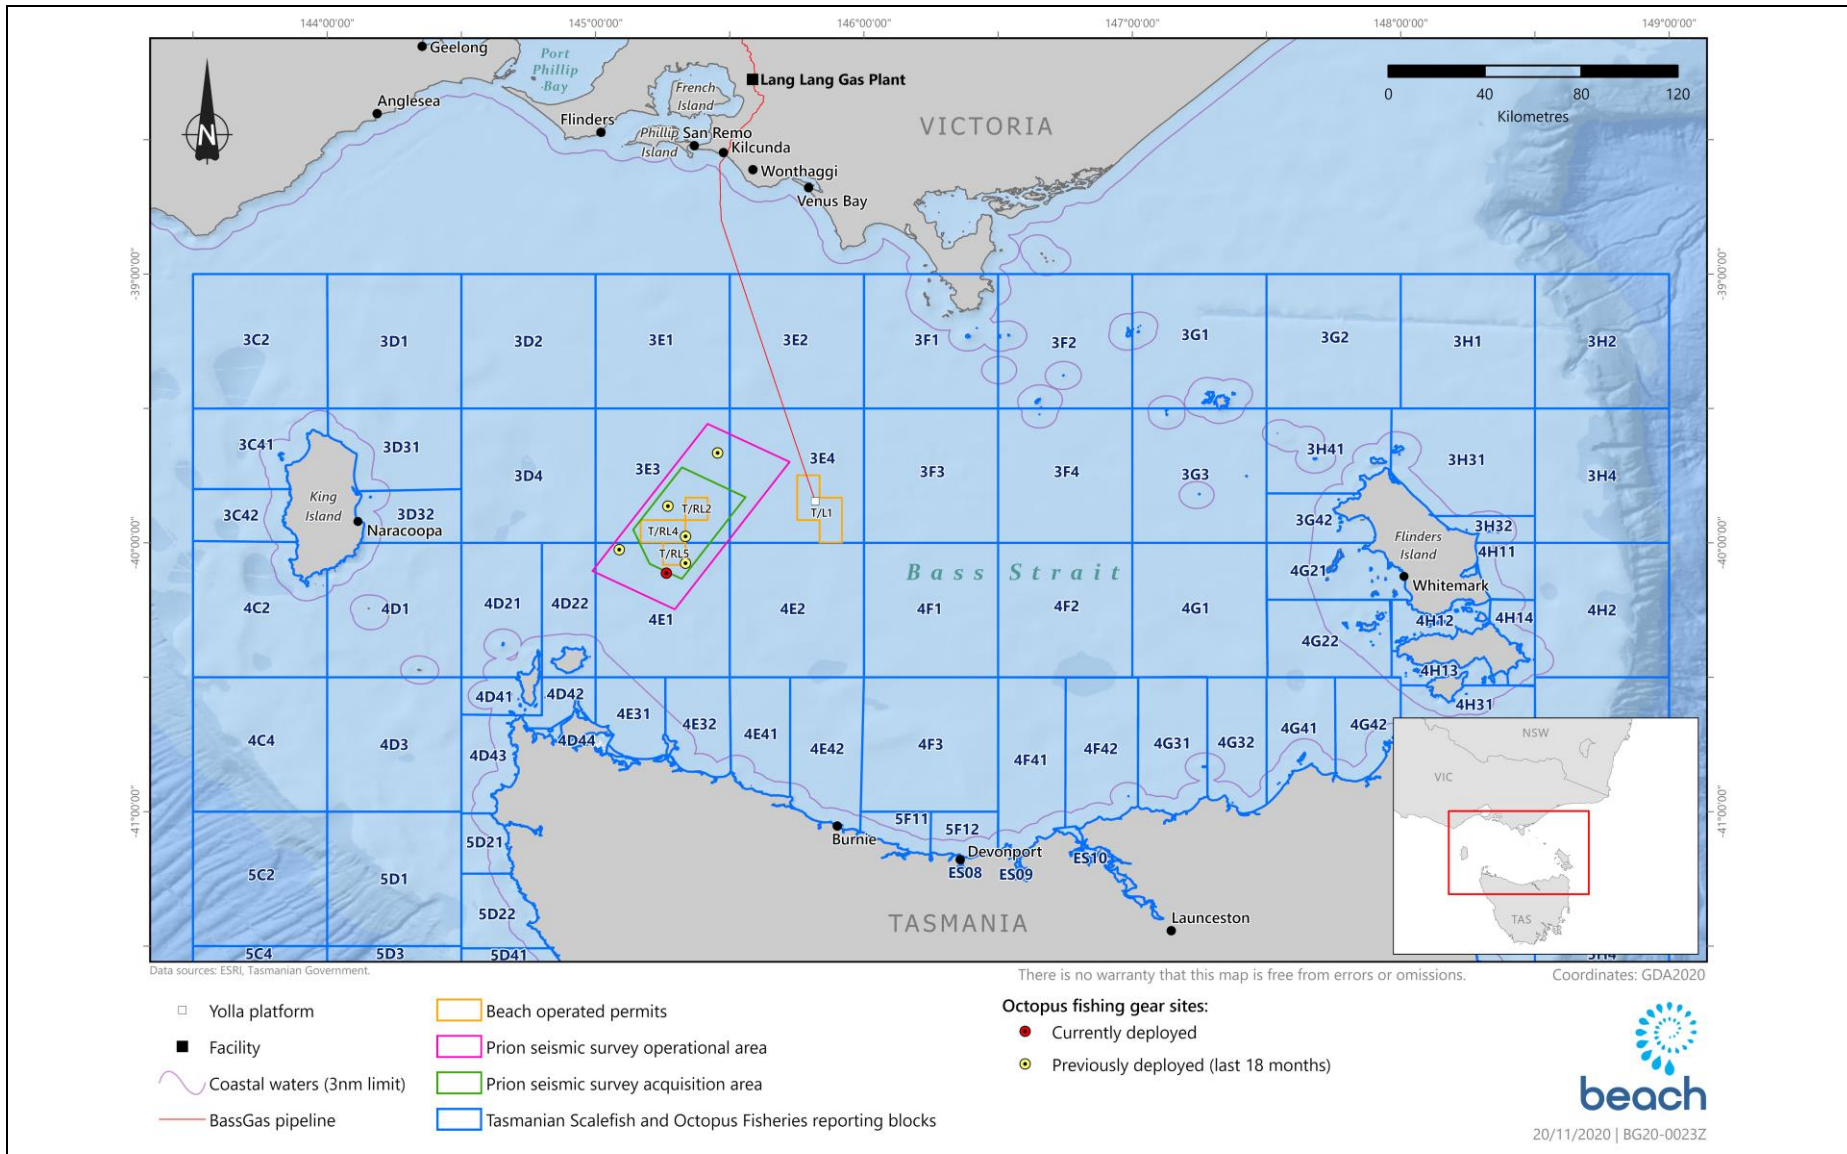 144°00'00"
145°00'00"
146°00'00"
147°00'00"
148°00'00"
149°00'00"
Geelong
Port
Phillip
Bay
Lang Lang Gas Plant
French
Island
Anglesea
Flinders
Phillip
Island
San Remo
Kilcunda
Wonthaggi
Venus Bay
VICTORIA
N
0 40 80 120
Kilometres
-39°00'00"
-39°00'00"
3C2 3D1 3D2 3E1 3E2 3F1 3F2 3G1 3G2 3H1 3H2
3C41 3D31 3D4 3E3 3E4 3F3 3F4 3G3 3H41 3H31 3H4
King
Island
3C42 3D32
Naracoopa
T/RL2
T/RL4
T/RL5
T/L1
3G42
3H32
Flinders
Island
-40°00'00"
-40°00'00"
Bass Strait
4G21
4H11
Whitemark
4C2 4D1 4D21 4D22 4E1 4E2 4F1 4F2 4G1 4G22 4H12 4H14 4H2
4H13
4H31
4D41 4D42
4C4 4D3 4D43 4D44 4E31 4E32 4E41 4E42 4F3 4F41 4F42 4G31 4G32 4G41 4G42
-41°00'00"
-41°00'00"
5F11 5F12
Burnie
Devonport
ES08 ES09 ES10
5C2 5D1 5D21
5D22
5C4 5D3 5D41
5H4
TASMANIA
Launceston
NSW
VIC
TAS
Data sources: ESRI, Tasmanian Government.
There is no warranty that this map is free from errors or omissions.
Coordinates: GDA2020
Yolla platform
Facility
Coastal waters (3nm limit)
BassGas pipeline
Beach operated permits
Prion seismic survey operational area
Prion seismic survey acquisition area
Tasmanian Scalefish and Octopus Fisheries reporting blocks
Octopus fishing gear sites:
Currently deployed
Previously deployed (last 18 months)
beach
20/11/2020 | BG20-0023Z